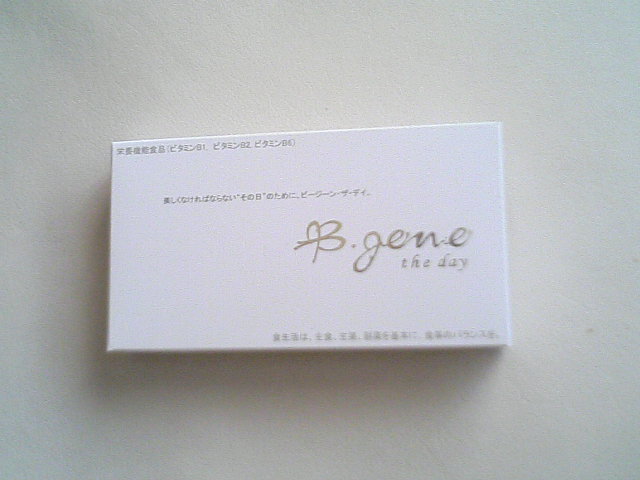 栄養機能食品(ビタミンB1、ビタミンB2、ビタミンB6)
美しくなければならない"その日"のために、ビージーン・ザ・デイ。
B.gene
the day
食生活は、主食、主菜、副菜を基本に、食事のバランスを。